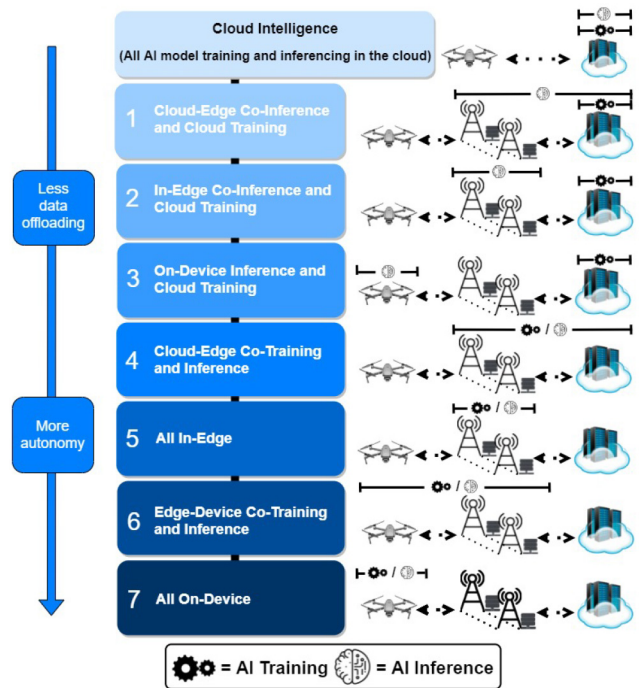 Cloud Intelligence
(All AI model training and inferencing in the cloud)
1
Cloud-Edge Co-Inference
and Cloud Training
Less
data
offloading
2
In-Edge Co-Inference and
Cloud Training
3
On-Device Inference and
Cloud Training
/
4
Cloud-Edge Co-Training
and Inference
More
autonomy
/
5
All In-Edge
/
6
Edge-Device Co-Training
and Inference
/
7
All On-Device
= AI Training
= AI Inference